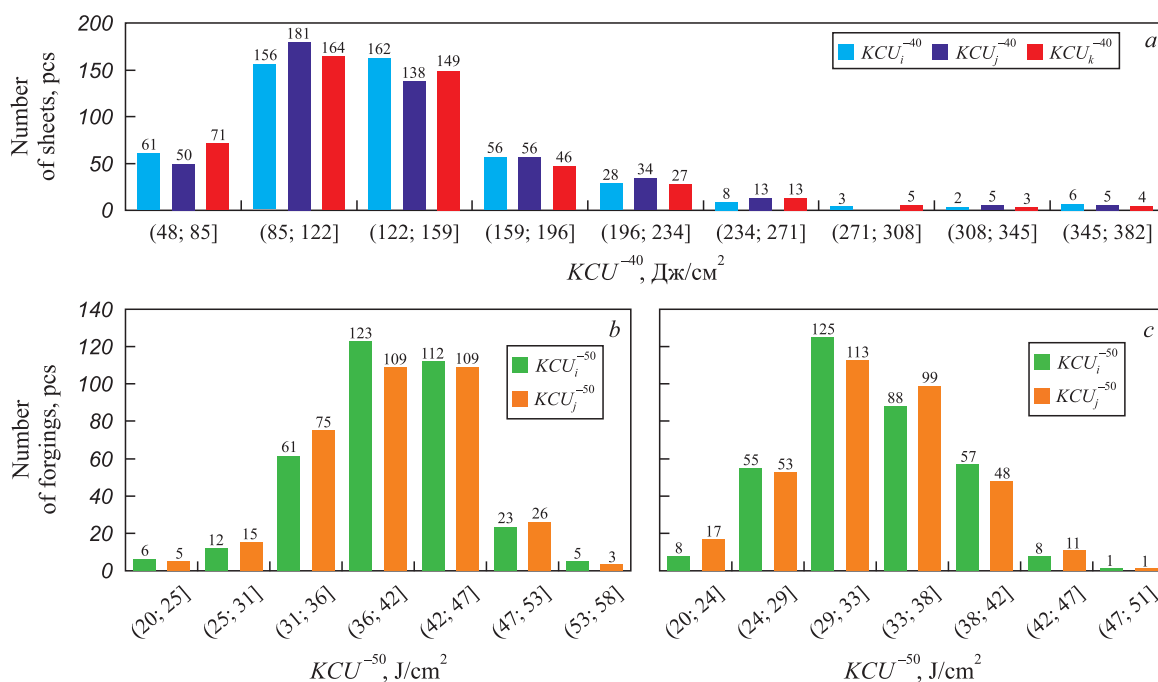 200
150
100
50
0
Number
of sheets, pcs
a
KCU_i^−40 KCU_j^−40 KCU_k^−40
61 50 71
156 181 164
162 138 149
56 56 46
28 34 27
8 13 13
3 5
2 5 3
6 5 4
(48; 85] (85; 122] (122; 159] (159; 196] (196; 234] (234; 271] (271; 308] (308; 345] (345; 382]
KCU^−40, Дж/см²
140
120
100
80
60
40
20
0
Number
of forgings, pcs
b
KCU_i^−50
KCU_j^−50
6 5
12 15
61 75
123 109
112 109
23 26
5 3
(20; 25] (25; 31] (31; 36] (36; 42] (42; 47] (47; 53] (53; 58]
KCU^−50, J/cm²
c
KCU_i^−50
KCU_j^−50
8 17
55 53
125 113
88 99
57 48
8 11
1 1
(20; 24] (24; 29] (29; 33] (33; 38] (38; 42] (42; 47] (47; 51]
KCU^−50, J/cm²